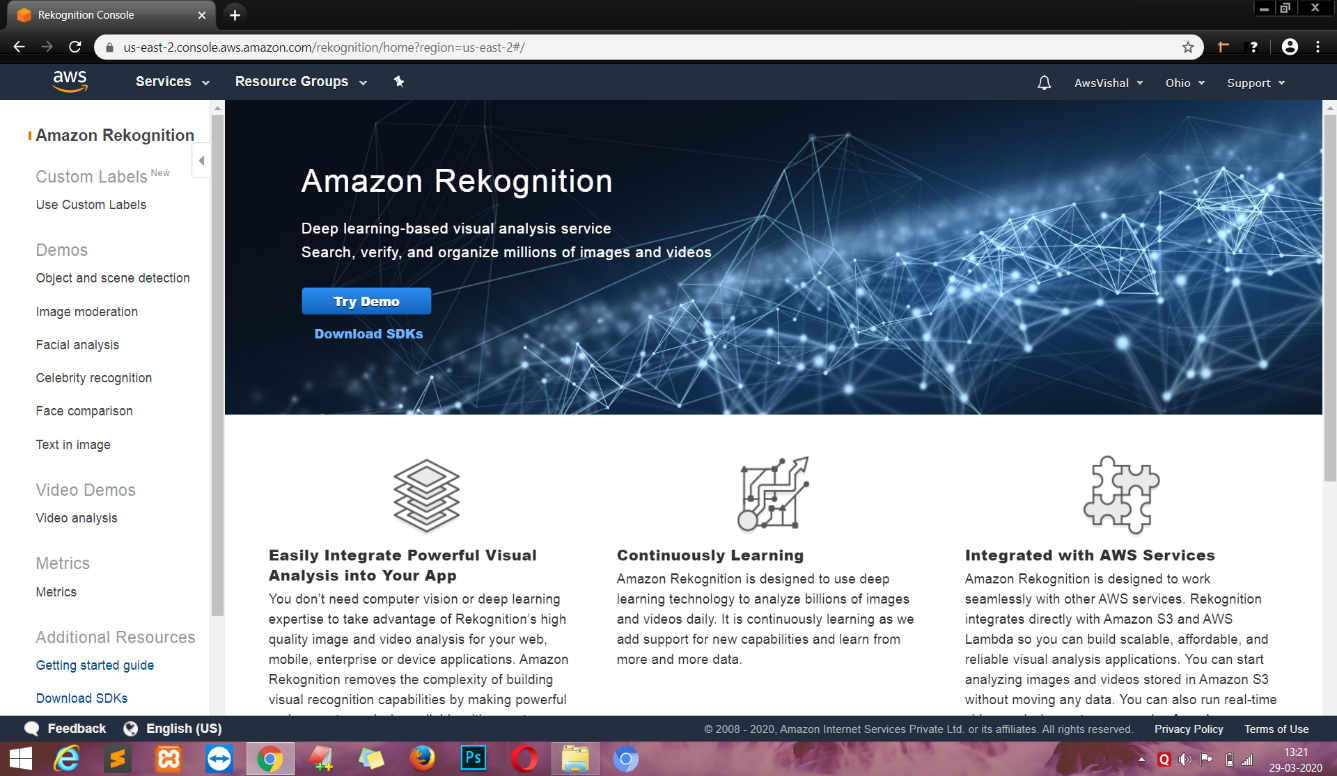 Rekognition Console
us-east-2.console.aws.amazon.com/rekognition/home?region=us-east-2#/
aws
Services
Resource Groups
AwsVishal
Ohio
Support
Amazon Rekognition
Custom Labels New
Use Custom Labels
Demos
Object and scene detection
Image moderation
Facial analysis
Celebrity recognition
Face comparison
Text in image
Video Demos
Video analysis
Metrics
Metrics
Additional Resources
Getting started guide
Download SDKs
Amazon Rekognition
Deep learning-based visual analysis service
Search, verify, and organize millions of images and videos
Try Demo
Download SDKs
Easily Integrate Powerful Visual
Analysis into Your App
You don't need computer vision or deep learning
expertise to take advantage of Rekognition's high
quality image and video analysis for your web,
mobile, enterprise or device applications. Amazon
Rekognition removes the complexity of building
visual recognition capabilities by making powerful
Continuously Learning
Amazon Rekognition is designed to use deep
learning technology to analyze billions of images
and videos daily. It is continuously learning as we
add support for new capabilities and learn from
more and more data.
Integrated with AWS Services
Amazon Rekognition is designed to work
seamlessly with other AWS services. Rekognition
integrates directly with Amazon S3 and AWS
Lambda so you can build scalable, affordable, and
reliable visual analysis applications. You can start
analyzing images and videos stored in Amazon S3
without moving any data. You can also run real-time
Feedback
English (US)
© 2008 - 2020, Amazon Internet Services Private Ltd. or its affiliates. All rights reserved.
Privacy Policy
Terms of Use
Ps
Q
13:21
29-03-2020